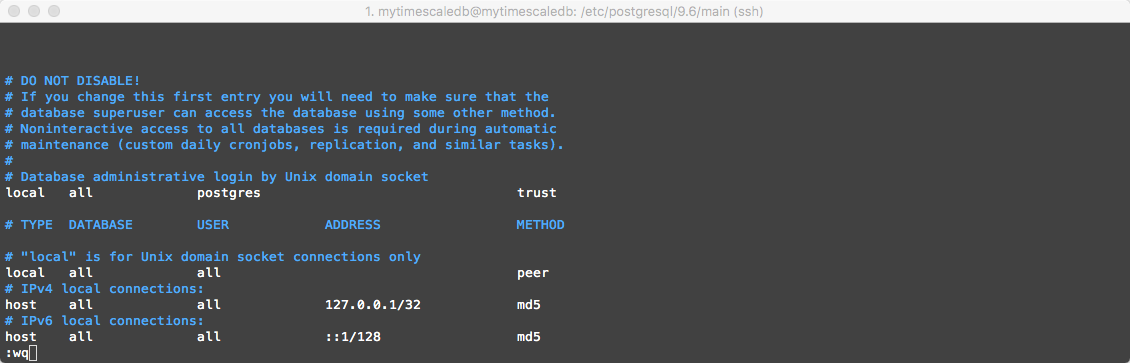 1. mytimescaledb@mytimescaledb: /etc/postgresql/9.6/main (ssh)
# DO NOT DISABLE!
# If you change this first entry you will need to make sure that the
# database superuser can access the database using some other method.
# Noninteractive access to all databases is required during automatic
# maintenance (custom daily cronjobs, replication, and similar tasks).
#
# Database administrative login by Unix domain socket
local   all             postgres                                trust
# TYPE  DATABASE        USER            ADDRESS                 METHOD
# "local" is for Unix domain socket connections only
local   all             all                                     peer
# IPv4 local connections:
host    all             all             127.0.0.1/32            md5
# IPv6 local connections:
host    all             all             ::1/128                 md5
:wq